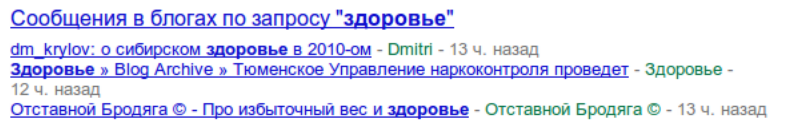 Сообщения в блогах по запросу "здоровье"
dm_krylov: о сибирском здоровье в 2010-ом - Dmitri - 13 ч. назад
Здоровье » Blog Archive » Тюменское Управление наркоконтроля проведет - Здоровье -
12 ч. назад
Отставной Бродяга © - Про избыточный вес и здоровье - Отставной Бродяга © - 13 ч. назад